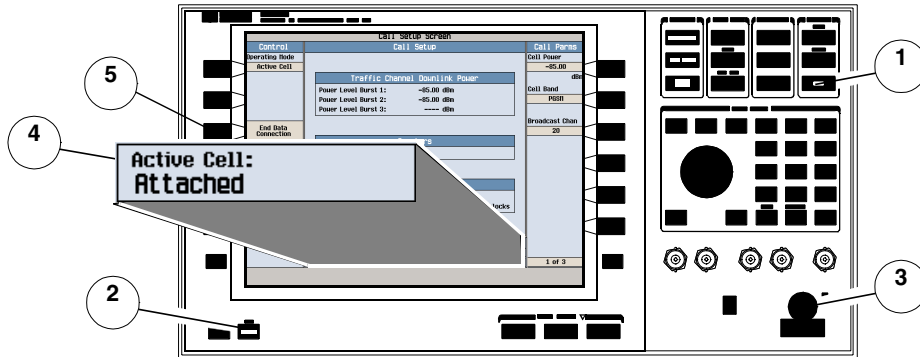 Call Setup Screen
Control
Call Setup
Call Parms
Operating Mode
Active Cell
End Data
Connection
Traffic Channel Downlink Power
Power Level Burst 1: -85.00 dBm
Power Level Burst 2: -85.00 dBm
Power Level Burst 3: ---- dBm
Cell Power
-85.00
dBm
Cell Band
PGSM
Broadcast Chan
20
1 of 3
Active Cell:
Attached
1
2
3
4
5